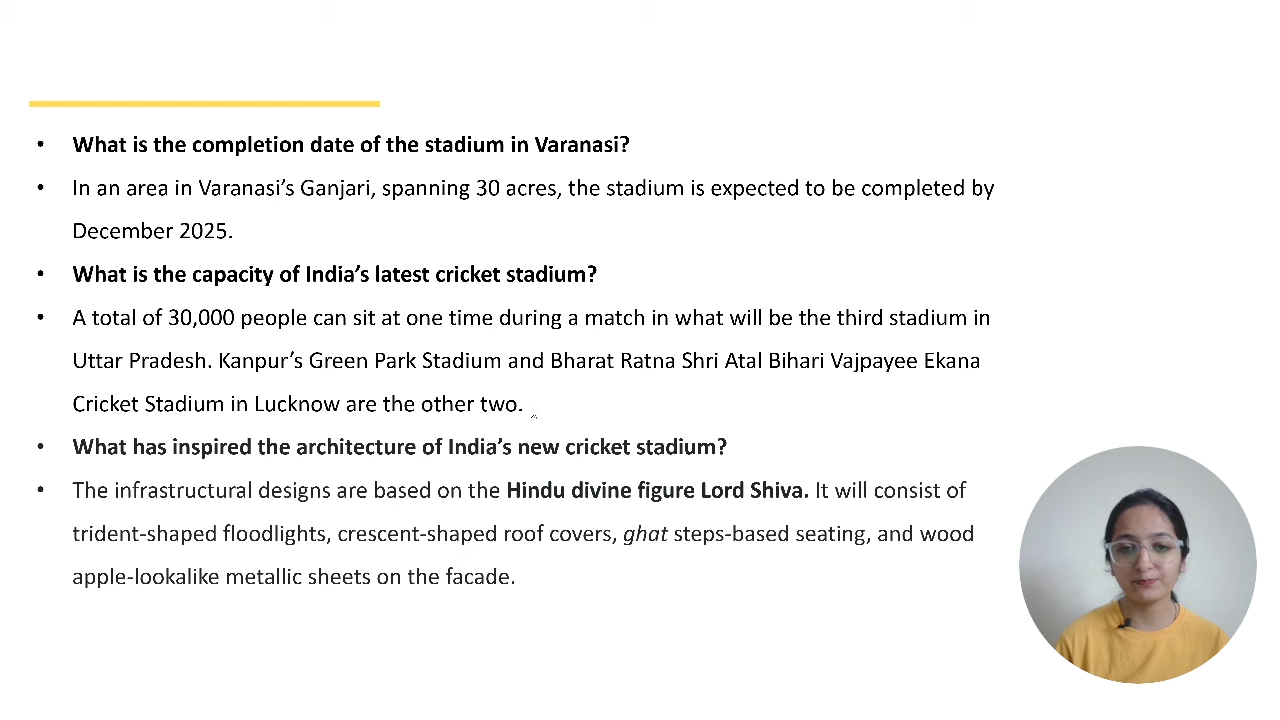 • What is the completion date of the stadium in Varanasi?
• In an area in Varanasi’s Ganjari, spanning 30 acres, the stadium is expected to be completed by
December 2025.
• What is the capacity of India’s latest cricket stadium?
• A total of 30,000 people can sit at one time during a match in what will be the third stadium in
Uttar Pradesh. Kanpur’s Green Park Stadium and Bharat Ratna Shri Atal Bihari Vajpayee Ekana
Cricket Stadium in Lucknow are the other two.
• What has inspired the architecture of India’s new cricket stadium?
• The infrastructural designs are based on the Hindu divine figure Lord Shiva. It will consist of
trident-shaped floodlights, crescent-shaped roof covers, ghat steps-based seating, and wood
apple-lookalike metallic sheets on the facade.